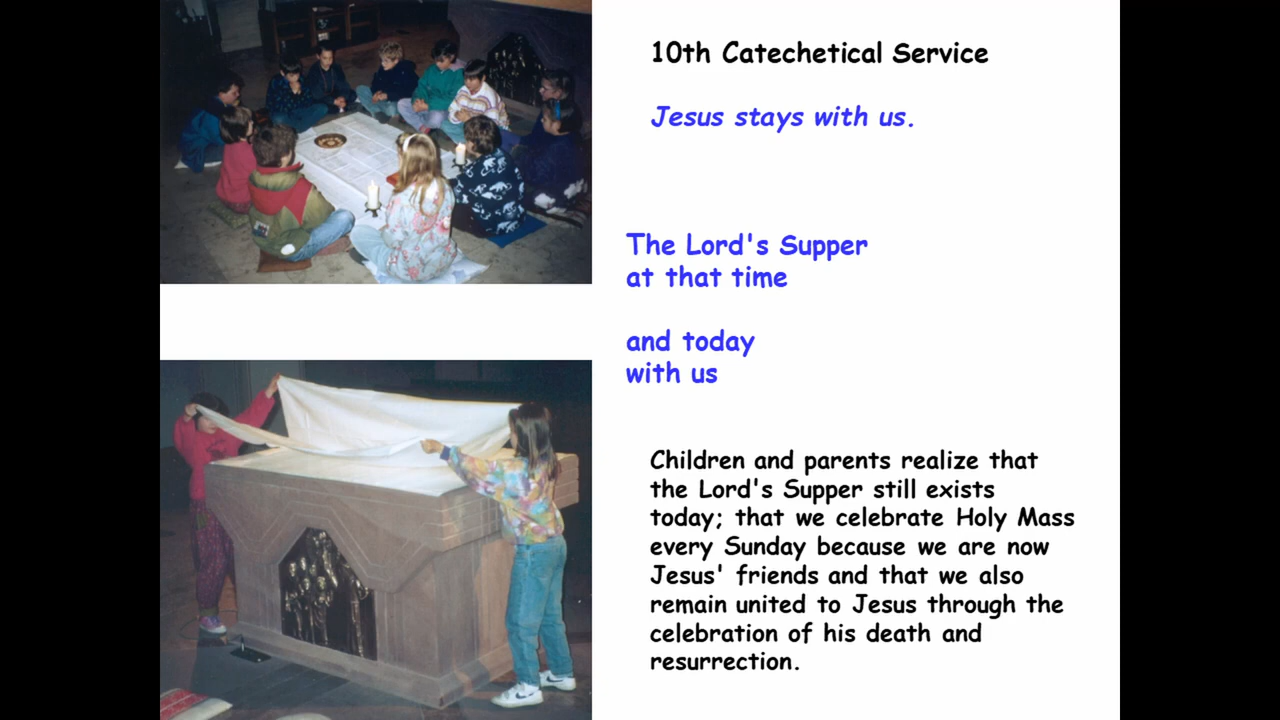 10th Catechetical Service
Jesus stays with us.
The Lord's Supper
at that time
and today
with us
Children and parents realize that
the Lord's Supper still exists
today; that we celebrate Holy Mass
every Sunday because we are now
Jesus' friends and that we also
remain united to Jesus through the
celebration of his death and
resurrection.